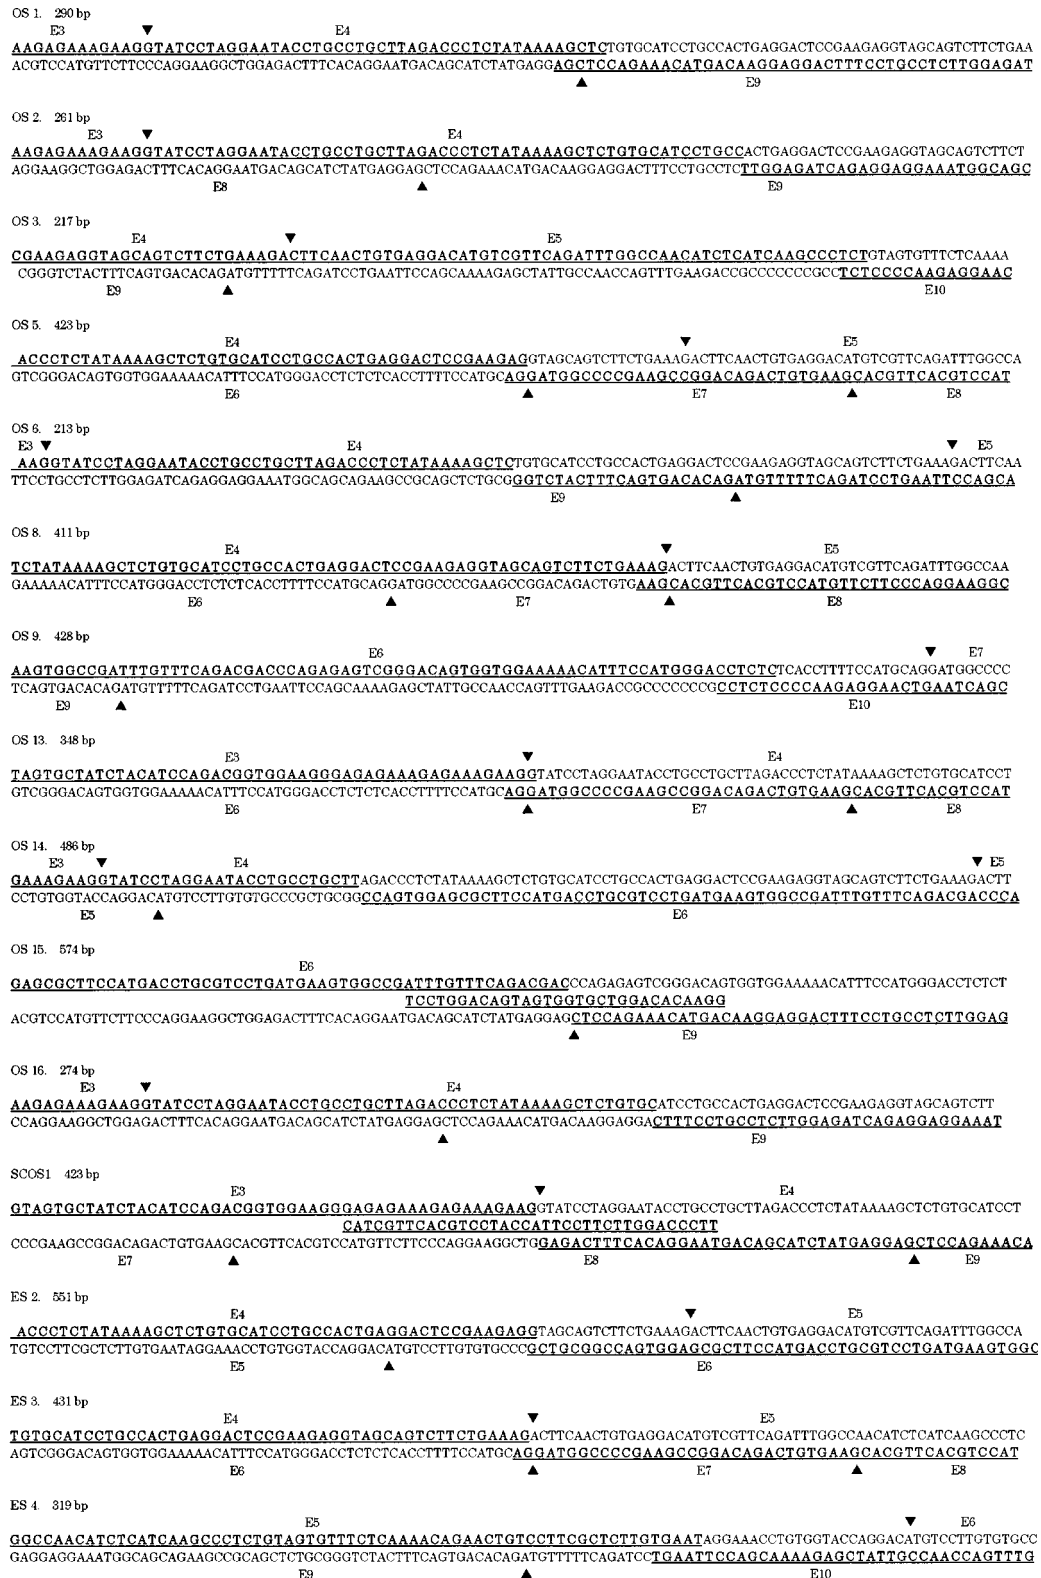 OS 1. 290 bp
E3 ▼ E4
AAGAGAAAGAAGGTATCCTAGGAATACCTGCCTGCTTAGACCCTCTATAAAAGCTCTGTGCATCCTGCCACTGAGGACTCCGAAGAGGTAGCAGTCTTCTGAA
ACGTCCATGTTCTTCCCAGGAAGGCTGGAGACTTTCACAGGAATGACAGCATCTATGAGGAGCTCCAGAAACATGACAAGGAGGACTTTCCTGCCTCTTGGAGAT
▲ E9
OS 2. 261 bp
E3 ▼ E4
AAGAGAAAGAAGGTATCCTAGGAATACCTGCCTGCTTAGACCCTCTATAAAAGCTCTGTGCATCCTGCCACTGAGGACTCCGAAGAGGTAGCAGTCTTCT
AGGAAGGCTGGAGACTTTCACAGGAATGACAGCATCTATGAGGAGCTCCAGAAACATGACAAGGAGGACTTTCCTGCCTCTTGGAGATCAGAGGAGGAAATGGCAGC
E8 ▲ E9
OS 3. 217 bp
E4 ▼ E5
CGAAGAGGTAGCAGTCTTCTGAAAGACTTCAACTGTGAGGACATGTCGTTCAGATTTGGCCAACATCTCATCAAGCCCTCTGTAGTGTTTCTCAAAA
CGGGTCTACTTTCAGTGACACAGATGTTTTTCAGATCCTGAATTCCAGCAAAAGAGCTATTGCCAACCAGTTTGAAGACCGCCCCCCCGCCTCTCCCCAAGAGGAAC
E9 ▲ E10
OS 5. 423 bp
E4 ▼ E5
ACCCTCTATAAAAGCTCTGTGCATCCTGCCACTGAGGACTCCGAAGAGGTAGCAGTCTTCTGAAAGACTTCAACTGTGAGGACATGTCGTTCAGATTTGGCCA
GTCGGGACAGTGGTGGAAAAACATTTCCATGGGACCTCTCTCACCTTTTCCATGCAGGATGGCCCCGAAGCCGGACAGACTGTGAAGCACGTTCACGTCCAT
E6 ▲ E7 ▲ E8
OS 6. 213 bp
E3 ▼ E4 ▼ E5
AAGGTATCCTAGGAATACCTGCCTGCTTAGACCCTCTATAAAAGCTCTGTGCATCCTGCCACTGAGGACTCCGAAGAGGTAGCAGTCTTCTGAAAGACTTCAA
TTCCTGCCTCTTGGAGATCAGAGGAGGAAATGGCAGCAGAAGCCGCAGCTCTGCGGGTCTACTTTCAGTGACACAGATGTTTTTCAGATCCTGAATTCCAGCA
E9 ▲
OS 8. 411 bp
E4 ▼ E5
TCTATAAAAGCTCTGTGCATCCTGCCACTGAGGACTCCGAAGAGGTAGCAGTCTTCTGAAAGACTTCAACTGTGAGGACATGTCGTTCAGATTTGGCCAA
GAAAAACATTTCCATGGGACCTCTCTCACCTTTTCCATGCAGGATGGCCCCGAAGCCGGACAGACTGTGAAGCACGTTCACGTCCATGTTCTTCCCAGGAAGGC
E6 ▲ E7 ▲ E8
OS 9. 428 bp
E6 ▼ E7
AAGTGGCCGATTTGTTTCAGACGACCCAGAGAGTCGGGACAGTGGTGGAAAAACATTTCCATGGGACCTCTCTCACCTTTTCCATGCAGGATGGCCCC
TCAGTGACACAGATGTTTTTCAGATCCTGAATTCCAGCAAAAGAGCTATTGCCAACCAGTTTGAAGACCGCCCCCCCGCCTCTCCCCAAGAGGAACTGAATCAGC
E9 ▲ E10
OS 13. 348 bp
E3 ▼ E4
TAGTGCTATCTACATCCAGACGGTGGAAGGGAGAGAAAGAGAAAGAAGGTATCCTAGGAATACCTGCCTGCTTAGACCCTCTATAAAAGCTCTGTGCATCCT
GTCGGGACAGTGGTGGAAAAACATTTCCATGGGACCTCTCTCACCTTTTCCATGCAGGATGGCCCCGAAGCCGGACAGACTGTGAAGCACGTTCACGTCCAT
E6 ▲ E7 ▲ E8
OS 14. 486 bp
E3 ▼ E4 ▼ E5
GAAAGAAGGTATCCTAGGAATACCTGCCTGCTTAGACCCTCTATAAAAGCTCTGTGCATCCTGCCACTGAGGACTCCGAAGAGGTAGCAGTCTTCTGAAAGACTT
CCTGTGGTACCAGGACATGTCCTTGTGTGCCCGCTGCGGCCAGTGGAGCGCTTCCATGACCTGCGTCCTGATGAAGTGGCCGATTTGTTTCAGACGACCCA
E5 ▲ E6
OS 15. 574 bp
E6
GAGCGCTTCCATGACCTGCGTCCTGATGAAGTGGCCGATTTGTTTCAGACGACCCAGAGAGTCGGGACAGTGGTGGAAAAACATTTCCATGGGACCTCTCT
TCCTGGACAGTAGTGGTGCTGGACACAAGG
ACGTCCATGTTCTTCCCAGGAAGGCTGGAGACTTTCACAGGAATGACAGCATCTATGAGGAGCTCCAGAAACATGACAAGGAGGACTTTCCTGCCTCTTGGAG
▲ E9
OS 16. 274 bp
E3 ▼ E4
AAGAGAAAGAAGGTATCCTAGGAATACCTGCCTGCTTAGACCCTCTATAAAAGCTCTGTGCATCCTGCCACTGAGGACTCCGAAGAGGTAGCAGTCTT
CCAGGAAGGCTGGAGACTTTCACAGGAATGACAGCATCTATGAGGAGCTCCAGAAACATGACAAGGAGGACTTTCCTGCCTCTTGGAGATCAGAGGAGGAAAT
▲ E9
SCOS1 423 bp
E3 ▼ E4
GTAGTGCTATCTACATCCAGACGGTGGAAGGGAGAGAAAGAGAAAGAAGGTATCCTAGGAATACCTGCCTGCTTAGACCCTCTATAAAAGCTCTGTGCATCCT
CATCGTTCACGTCCTACCATTCCTTCTTGGACCCTT
CCCGAAGCCGGACAGACTGTGAAGCACGTTCACGTCCATGTTCTTCCCAGGAAGGCTGGAGACTTTCACAGGAATGACAGCATCTATGAGGAGCTCCAGAAACA
E7 ▲ E8 ▲ E9
ES 2. 551 bp
E4 ▼ E5
ACCCTCTATAAAAGCTCTGTGCATCCTGCCACTGAGGACTCCGAAGAGGTAGCAGTCTTCTGAAAGACTTCAACTGTGAGGACATGTCGTTCAGATTTGGCCA
TGTCCTTCGCTCTTGTGAATAGGAAACCTGTGGTACCAGGACATGTCCTTGTGTGCCCGCTGCGGCCAGTGGAGCGCTTCCATGACCTGCGTCCTGATGAAGTGGC
E5 ▲ E6
ES 3. 431 bp
E4 ▼ E5
TGTGCATCCTGCCACTGAGGACTCCGAAGAGGTAGCAGTCTTCTGAAAGACTTCAACTGTGAGGACATGTCGTTCAGATTTGGCCAACATCTCATCAAGCCCTC
AGTCGGGACAGTGGTGGAAAAACATTTCCATGGGACCTCTCTCACCTTTTCCATGCAGGATGGCCCCGAAGCCGGACAGACTGTGAAGCACGTTCACGTCCAT
E6 ▲ E7 ▲ E8
ES 4. 319 bp
E5 ▼ E6
GGCCAACATCTCATCAAGCCCTCTGTAGTGTTTCTCAAAACAGAACTGTCCTTCGCTCTTGTGAATAGGAAACCTGTGGTACCAGGACATGTCCTTGTGTGCC
GAGGAGGAAATGGCAGCAGAAGCCGCAGCTCTGCGGGTCTACTTTCAGTGACACAGATGTTTTTCAGATCCTGAATTCCAGCAAAAGAGCTATTGCCAACCAGTTTG
E9 ▲ E10